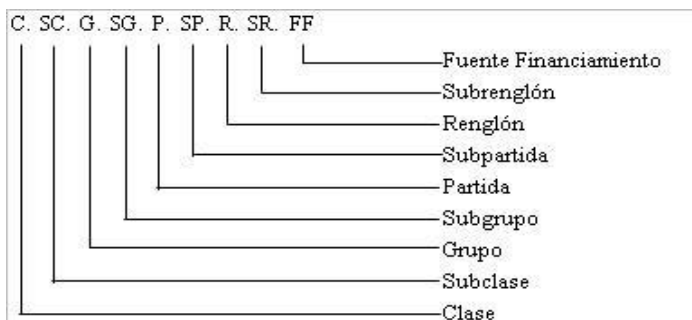 C. SC. G. SG. P. SP. R. SR. FF
Fuente Financiamiento
Subrenglón
Renglón
Subpartida
Partida
Subgrupo
Grupo
Subclase
Clase